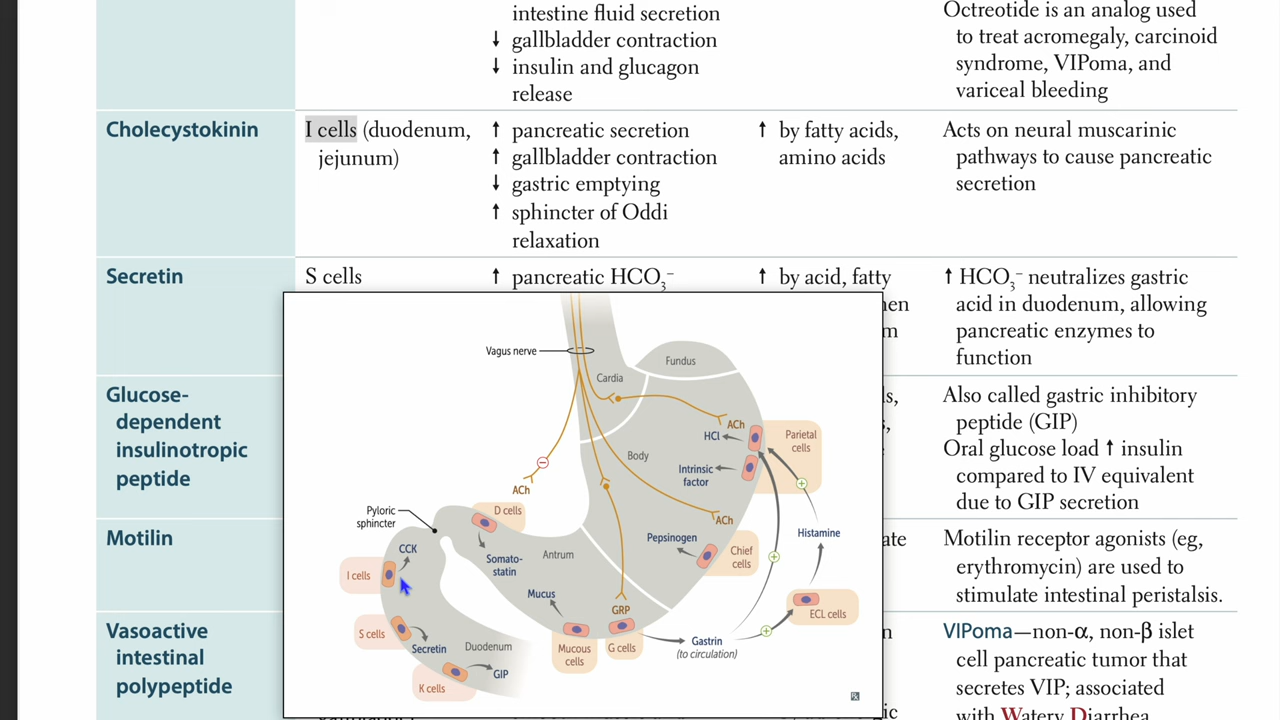 intestine fluid secretion
↓ gallbladder contraction
↓ insulin and glucagon
release
Octreotide is an analog used
to treat acromegaly, carcinoid
syndrome, VIPoma, and
variceal bleeding
Cholecystokinin
I cells (duodenum,
jejunum)
↑ pancreatic secretion
↑ gallbladder contraction
↓ gastric emptying
↑ sphincter of Oddi
relaxation
↑ by fatty acids,
amino acids
Acts on neural muscarinic
pathways to cause pancreatic
secretion
Secretin
S cells
↑ pancreatic HCO₃⁻
↑ by acid, fatty
↑ HCO₃⁻ neutralizes gastric
acid in duodenum, allowing
pancreatic enzymes to
function
Glucose-
dependent
insulinotropic
peptide
Also called gastric inhibitory
peptide (GIP)
Oral glucose load ↑ insulin
compared to IV equivalent
due to GIP secretion
Motilin
Motilin receptor agonists (eg,
erythromycin) are used to
stimulate intestinal peristalsis.
Vasoactive
intestinal
polypeptide
VIPoma—non-α, non-β islet
cell pancreatic tumor that
secretes VIP; associated
with Watery Diarrhea
Vagus nerve
Fundus
Cardia
ACh
HCl
Parietal
cells
Body
Intrinsic
factor
ACh
D cells
Pyloric
sphincter
ACh
Histamine
Pepsinogen
Chief
cells
CCK
Somato-
statin
Antrum
I cells
Mucus
GRP
ECL cells
S cells
Secretin
Duodenum
Mucous
cells
G cells
Gastrin
(to circulation)
GIP
K cells